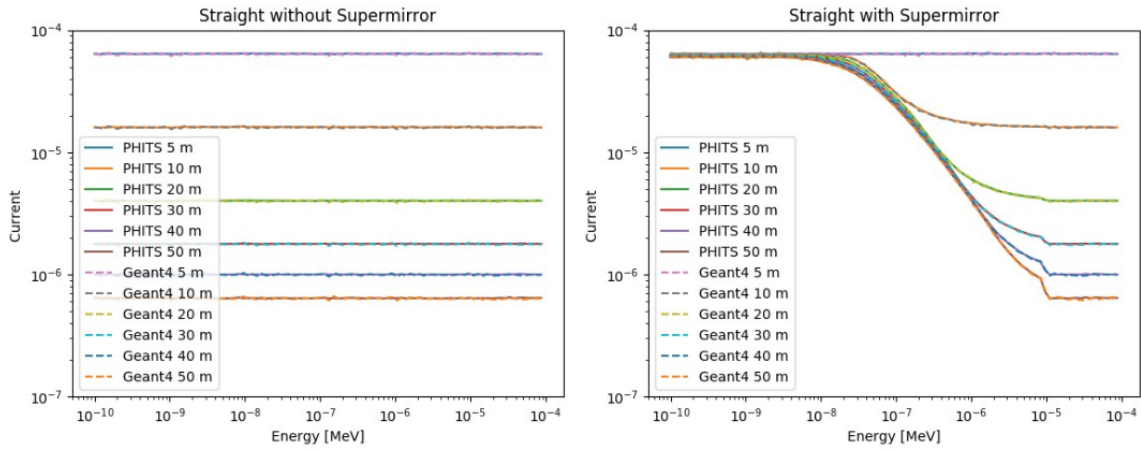 Straight without Supermirror
10⁻⁴
10⁻⁵
10⁻⁶
10⁻⁷
Current
PHITS 5 m
PHITS 10 m
PHITS 20 m
PHITS 30 m
PHITS 40 m
PHITS 50 m
Geant4 5 m
Geant4 10 m
Geant4 20 m
Geant4 30 m
Geant4 40 m
Geant4 50 m
10⁻¹⁰ 10⁻⁹ 10⁻⁸ 10⁻⁷ 10⁻⁶ 10⁻⁵ 10⁻⁴
Energy [MeV]
Straight with Supermirror
10⁻⁴
10⁻⁵
10⁻⁶
10⁻⁷
Current
PHITS 5 m
PHITS 10 m
PHITS 20 m
PHITS 30 m
PHITS 40 m
PHITS 50 m
Geant4 5 m
Geant4 10 m
Geant4 20 m
Geant4 30 m
Geant4 40 m
Geant4 50 m
10⁻¹⁰ 10⁻⁹ 10⁻⁸ 10⁻⁷ 10⁻⁶ 10⁻⁵ 10⁻⁴
Energy [MeV]